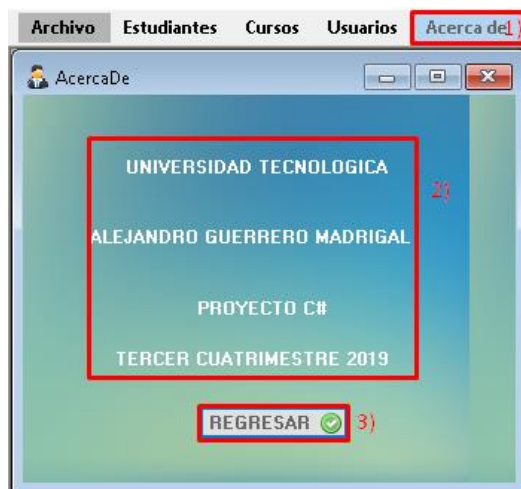 Archivo Estudiantes Cursos Usuarios Acerca de 1)
AcercaDe
UNIVERSIDAD TECNOLOGICA
2)
ALEJANDRO GUERRERO MADRIGAL
PROYECTO C#
TERCER CUATRIMESTRE 2019
REGRESAR 3)